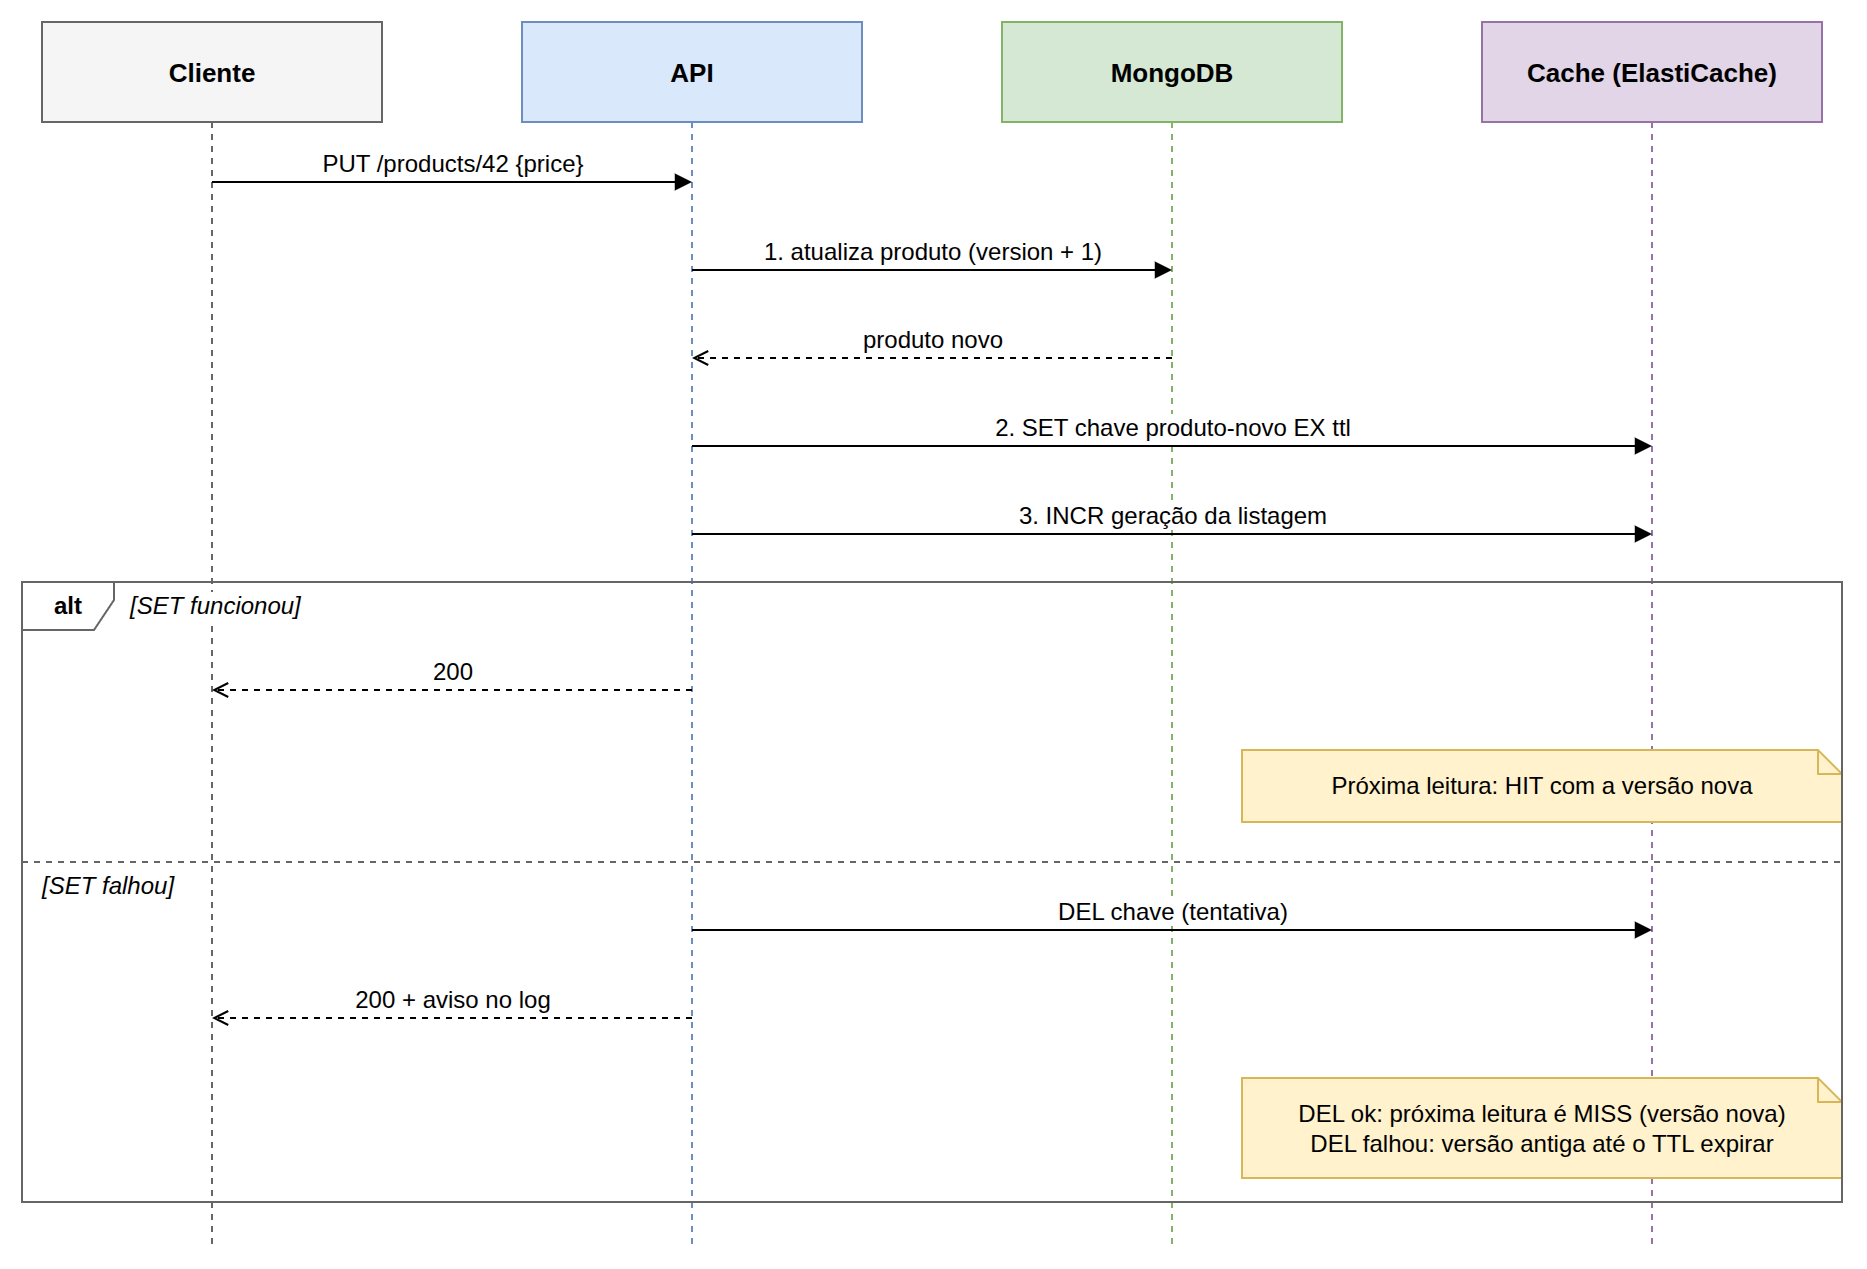 Cliente
API
MongoDB
Cache (ElastiCache)
PUT /products/42 {price}
1. atualiza produto (version + 1)
produto novo
2. SET chave produto-novo EX ttl
3. INCR geração da listagem
alt
[SET funcionou]
200
Próxima leitura: HIT com a versão nova
[SET falhou]
DEL chave (tentativa)
200 + aviso no log
DEL ok: próxima leitura é MISS (versão nova)
DEL falhou: versão antiga até o TTL expirar